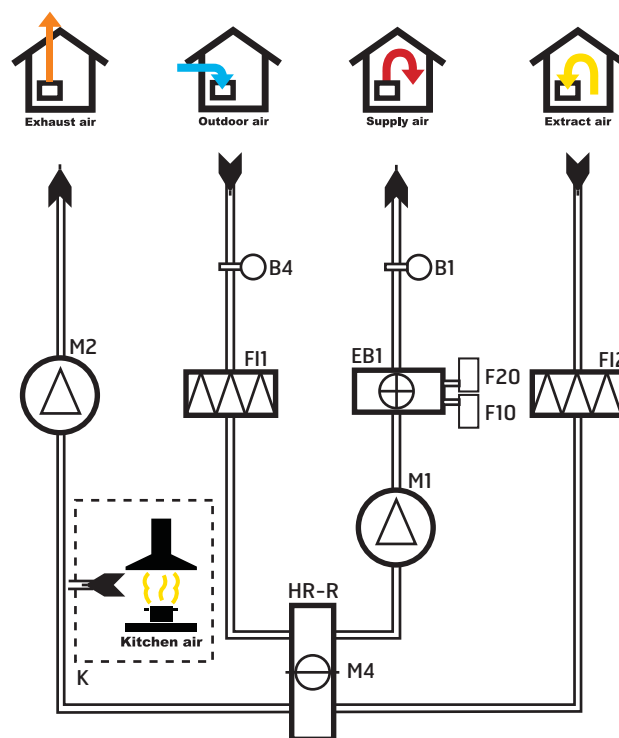 Exhaust air
Outdoor air
Supply air
Extract air
B4
B1
M2
FI1
EB1
F20
F10
FI2
M1
HR-R
Kitchen air
K
M4